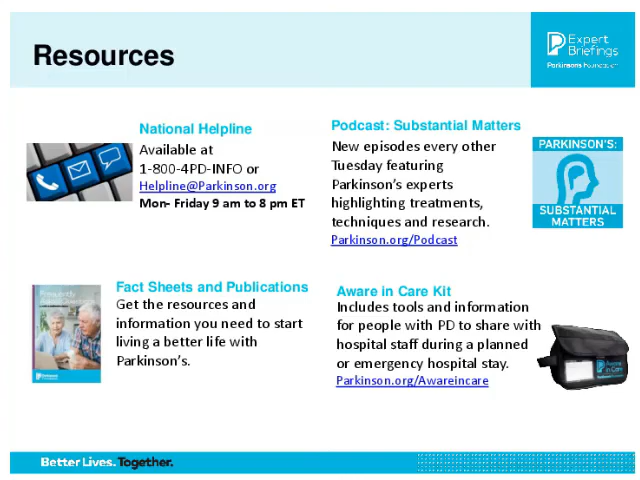 Resources
Expert
Briefings
Parkinson's Foundation
National Helpline
Available at
1-800-4PD-INFO or
Helpline@Parkinson.org
Mon- Friday 9 am to 8 pm ET
Podcast: Substantial Matters
New episodes every other
Tuesday featuring
Parkinson's experts
highlighting treatments,
techniques and research.
Parkinson.org/Podcast
PARKINSON'S:
SUBSTANTIAL
MATTERS
Fact Sheets and Publications
Get the resources and
information you need to start
living a better life with
Parkinson's.
Frequently
Aware in Care Kit
Includes tools and information
for people with PD to share with
hospital staff during a planned
or emergency hospital stay.
Parkinson.org/Awareincare
Aware
in Care
Better Lives. Together.